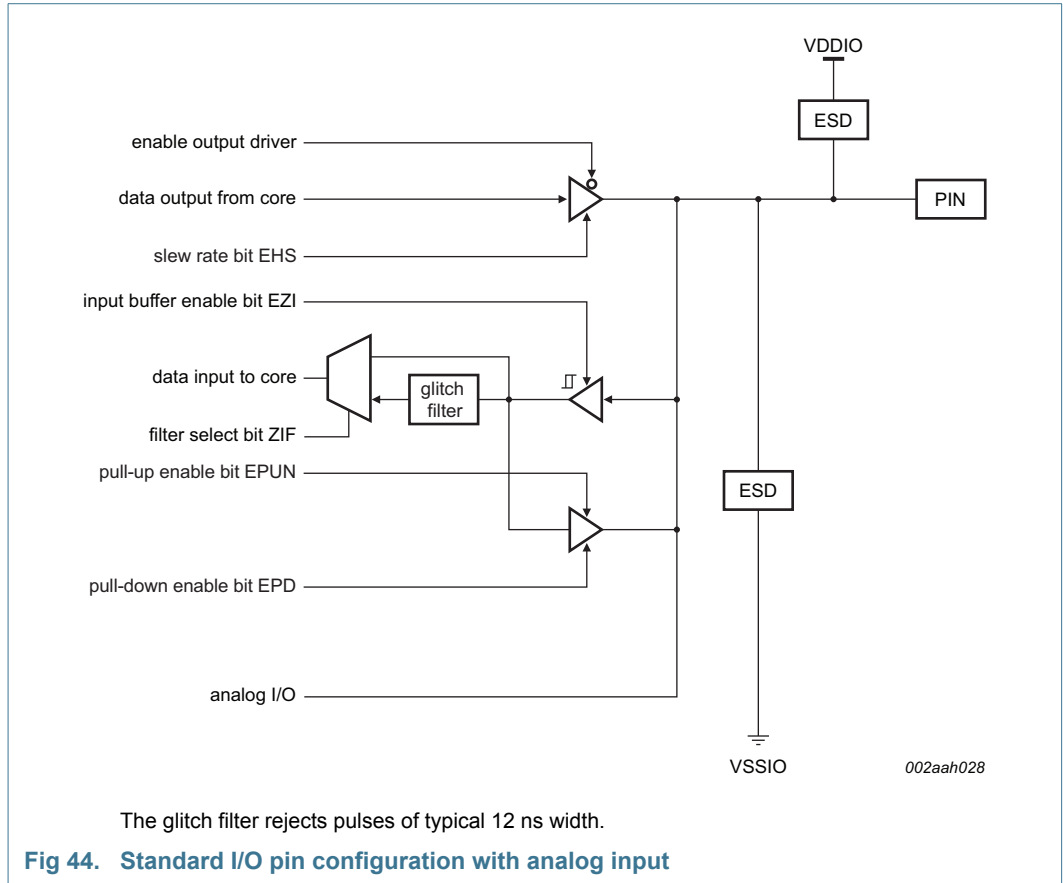 VDDIO
ESD
enable output driver
data output from core
PIN
slew rate bit EHS
input buffer enable bit EZI
data input to core
glitch
filter
filter select bit ZIF
pull-up enable bit EPUN
ESD
pull-down enable bit EPD
analog I/O
VSSIO
002aah028
The glitch filter rejects pulses of typical 12 ns width.
Fig 44. Standard I/O pin configuration with analog input